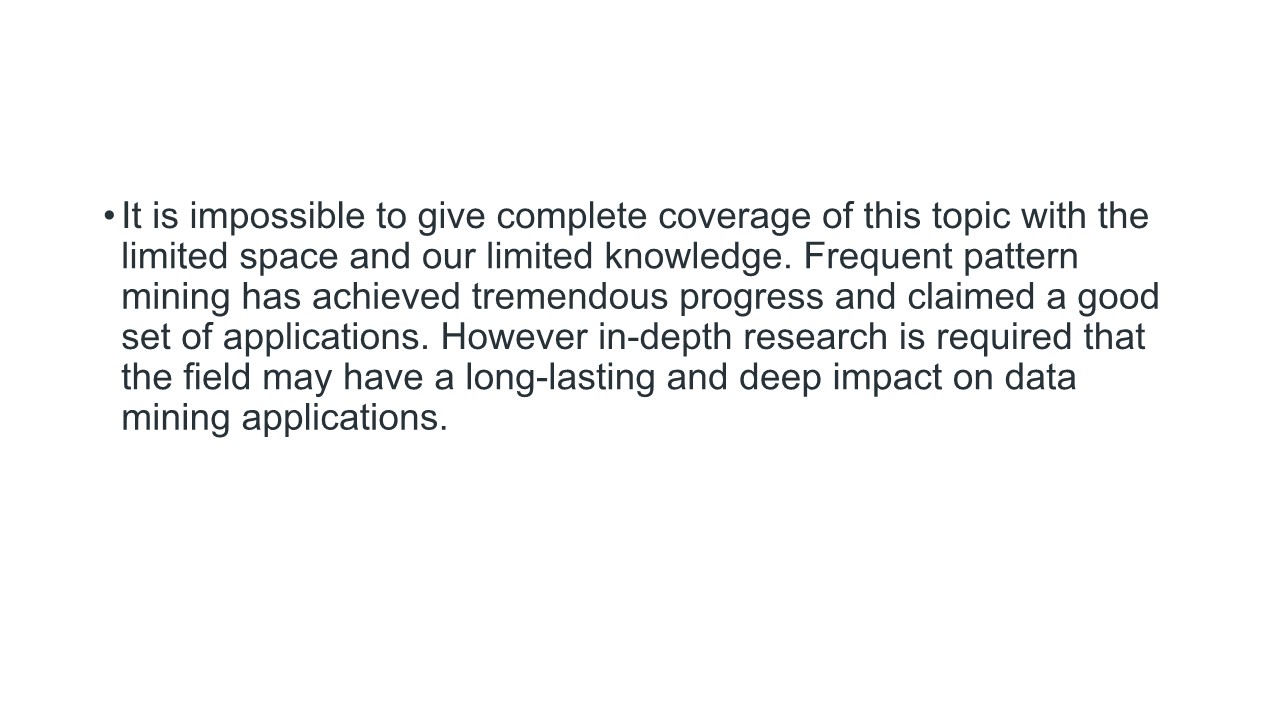 • It is impossible to give complete coverage of this topic with the
limited space and our limited knowledge. Frequent pattern
mining has achieved tremendous progress and claimed a good
set of applications. However in-depth research is required that
the field may have a long-lasting and deep impact on data
mining applications.